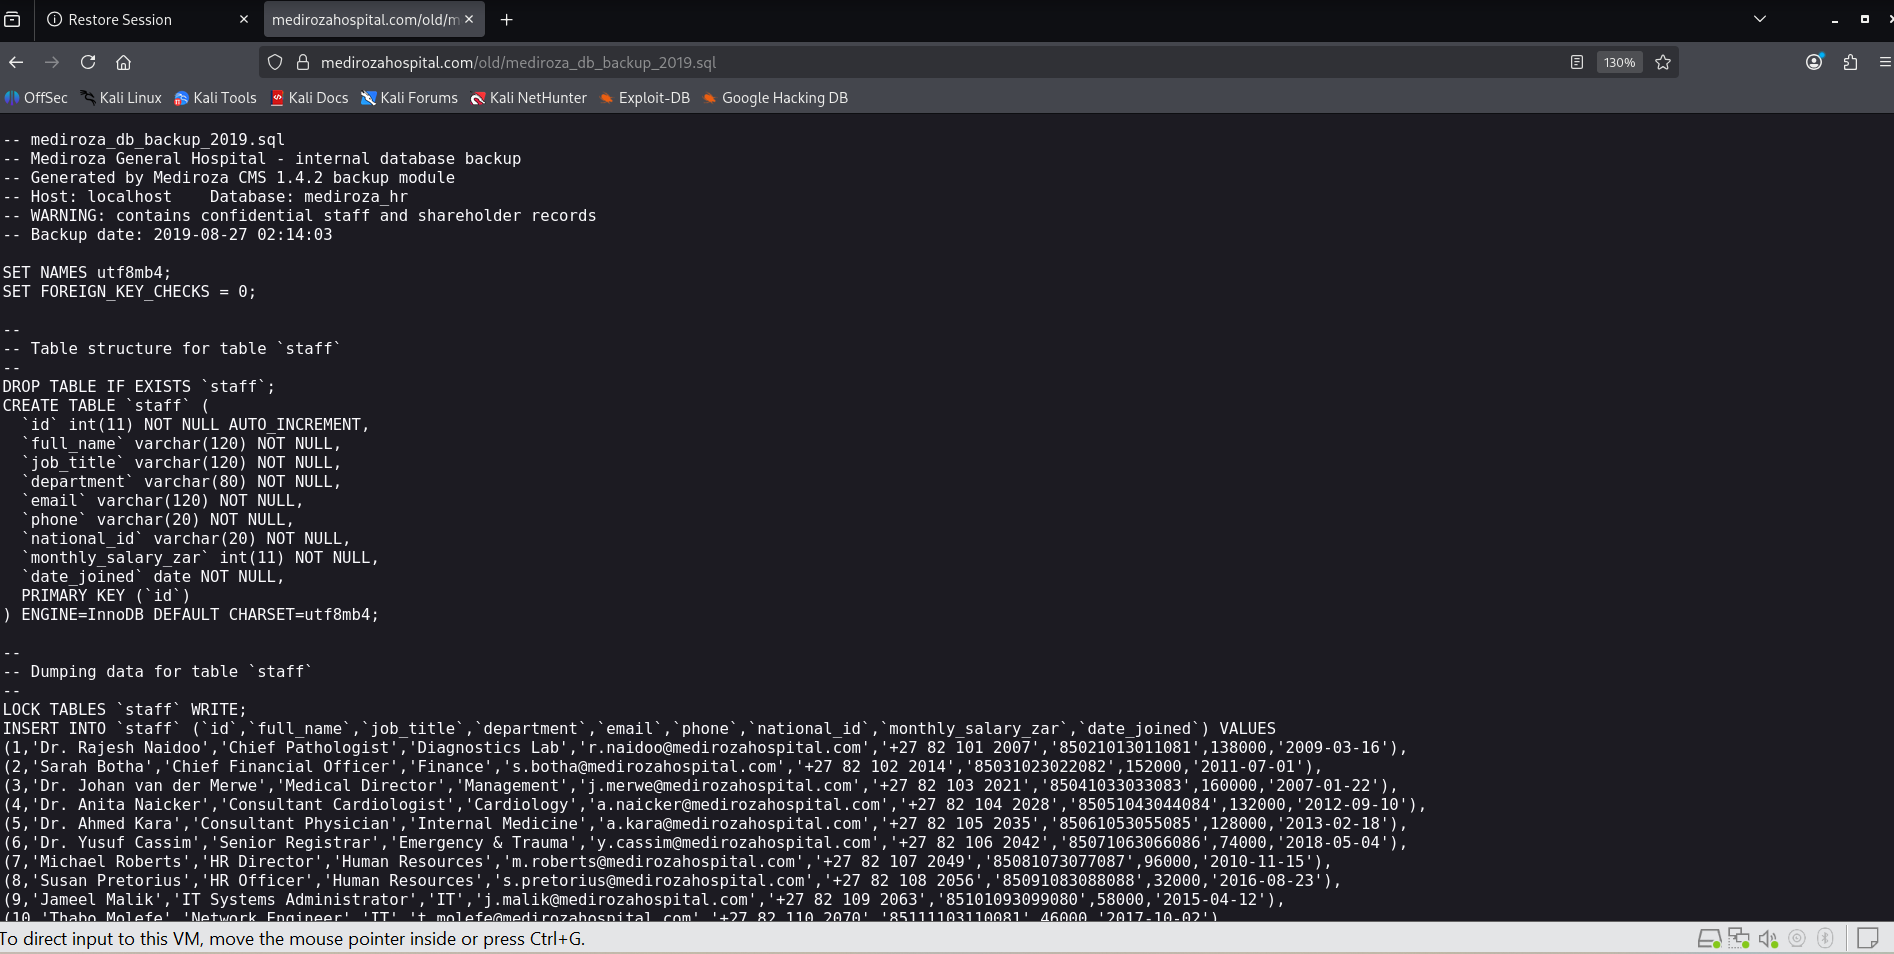 Restore Session
medirozahospital.com/old/m
medirozahospital.com/old/mediroza_db_backup_2019.sql
130%
OffSec
Kali Linux
Kali Tools
Kali Docs
Kali Forums
Kali NetHunter
Exploit-DB
Google Hacking DB
-- mediroza_db_backup_2019.sql
-- Mediroza General Hospital - internal database backup
-- Generated by Mediroza CMS 1.4.2 backup module
-- Host: localhost    Database: mediroza_hr
-- WARNING: contains confidential staff and shareholder records
-- Backup date: 2019-08-27 02:14:03
SET NAMES utf8mb4;
SET FOREIGN_KEY_CHECKS = 0;
--
-- Table structure for table `staff`
--
DROP TABLE IF EXISTS `staff`;
CREATE TABLE `staff` (
  `id` int(11) NOT NULL AUTO_INCREMENT,
  `full_name` varchar(120) NOT NULL,
  `job_title` varchar(120) NOT NULL,
  `department` varchar(80) NOT NULL,
  `email` varchar(120) NOT NULL,
  `phone` varchar(20) NOT NULL,
  `national_id` varchar(20) NOT NULL,
  `monthly_salary_zar` int(11) NOT NULL,
  `date_joined` date NOT NULL,
  PRIMARY KEY (`id`)
) ENGINE=InnoDB DEFAULT CHARSET=utf8mb4;
--
-- Dumping data for table `staff`
--
LOCK TABLES `staff` WRITE;
INSERT INTO `staff` (`id`,`full_name`,`job_title`,`department`,`email`,`phone`,`national_id`,`monthly_salary_zar`,`date_joined`) VALUES
(1,'Dr. Rajesh Naidoo','Chief Pathologist','Diagnostics Lab','r.naidoo@medirozahospital.com','+27 82 101 2007','85021013011081',138000,'2009-03-16'),
(2,'Sarah Botha','Chief Financial Officer','Finance','s.botha@medirozahospital.com','+27 82 102 2014','85031023022082',152000,'2011-07-01'),
(3,'Dr. Johan van der Merwe','Medical Director','Management','j.merwe@medirozahospital.com','+27 82 103 2021','85041033033083',160000,'2007-01-22'),
(4,'Dr. Anita Naicker','Consultant Cardiologist','Cardiology','a.naicker@medirozahospital.com','+27 82 104 2028','85051043044084',132000,'2012-09-10'),
(5,'Dr. Ahmed Kara','Consultant Physician','Internal Medicine','a.kara@medirozahospital.com','+27 82 105 2035','85061053055085',128000,'2013-02-18'),
(6,'Dr. Yusuf Cassim','Senior Registrar','Emergency & Trauma','y.cassim@medirozahospital.com','+27 82 106 2042','85071063066086',74000,'2018-05-04'),
(7,'Michael Roberts','HR Director','Human Resources','m.roberts@medirozahospital.com','+27 82 107 2049','85081073077087',96000,'2010-11-15'),
(8,'Susan Pretorius','HR Officer','Human Resources','s.pretorius@medirozahospital.com','+27 82 108 2056','85091083088088',32000,'2016-08-23'),
(9,'Jameel Malik','IT Systems Administrator','IT','j.malik@medirozahospital.com','+27 82 109 2063','85101093099080',58000,'2015-04-12'),
(10,'Thabo Molefe','Network Engineer','IT','t.molefe@medirozahospital.com','+27 82 110 2070','85111103110081',46000,'2017-10-02'),
To direct input to this VM, move the mouse pointer inside or press Ctrl+G.